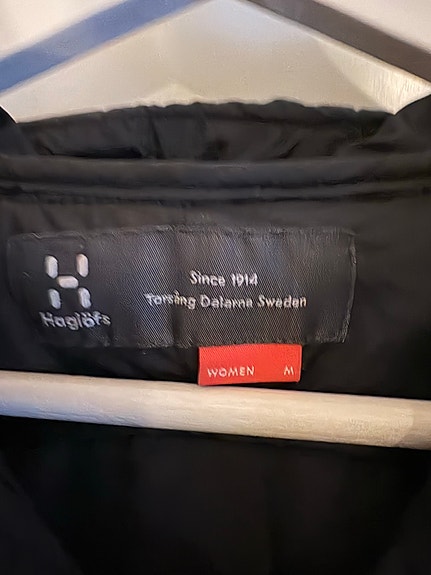 Since 1914
Torsång Dalarna Sweden
Haglöfs
WOMEN M